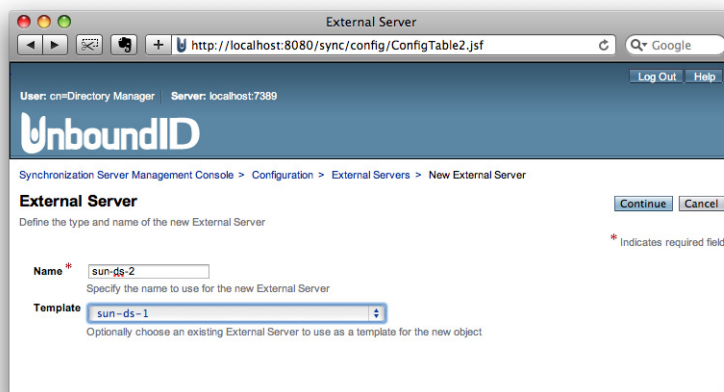 External Server
http://localhost:8080/sync/config/ConfigTable2.jsf
Google
Log Out Help
User: cn=Directory Manager Server: localhost:7389
UnboundID
Synchronization Server Management Console > Configuration > External Servers > New External Server
External Server
Continue Cancel
Define the type and name of the new External Server
* Indicates required field
Name * sun-ds-2
Specify the name to use for the new External Server
Template sun-ds-1
Optionally choose an existing External Server to use as a template for the new object